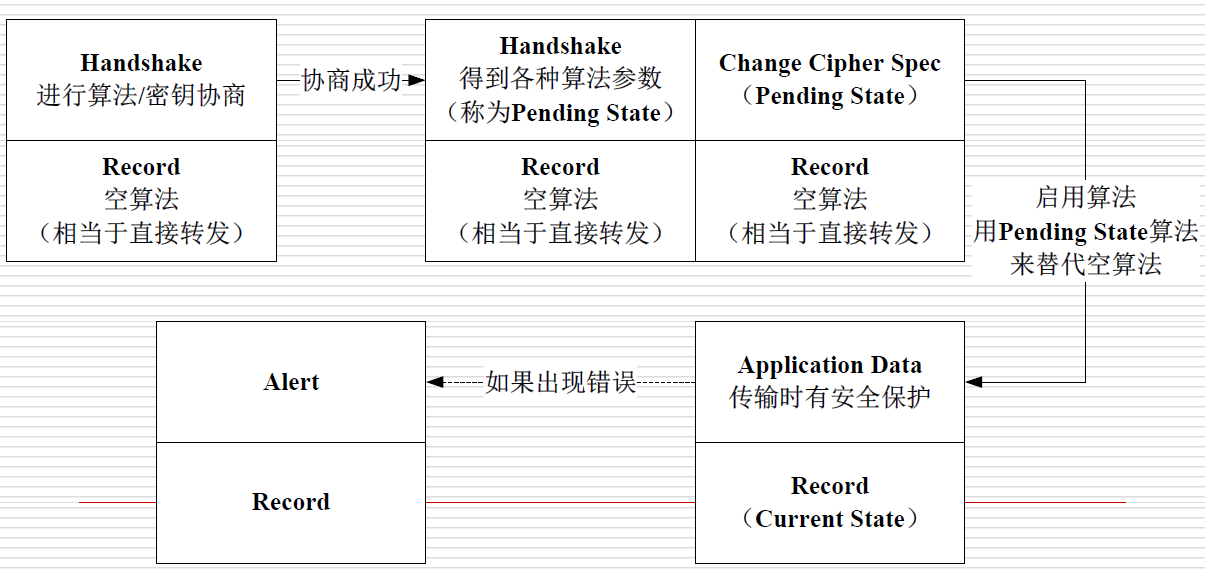 Handshake
进行算法/密钥协商
Record
空算法
（相当于直接转发）
协商成功
Handshake
得到各种算法参数
（称为Pending State）
Record
空算法
（相当于直接转发）
Change Cipher Spec
（Pending State）
Record
空算法
（相当于直接转发）
启用算法
用Pending State算法
来替代空算法
Application Data
传输时有安全保护
Record
（Current State）
如果出现错误
Alert
Record